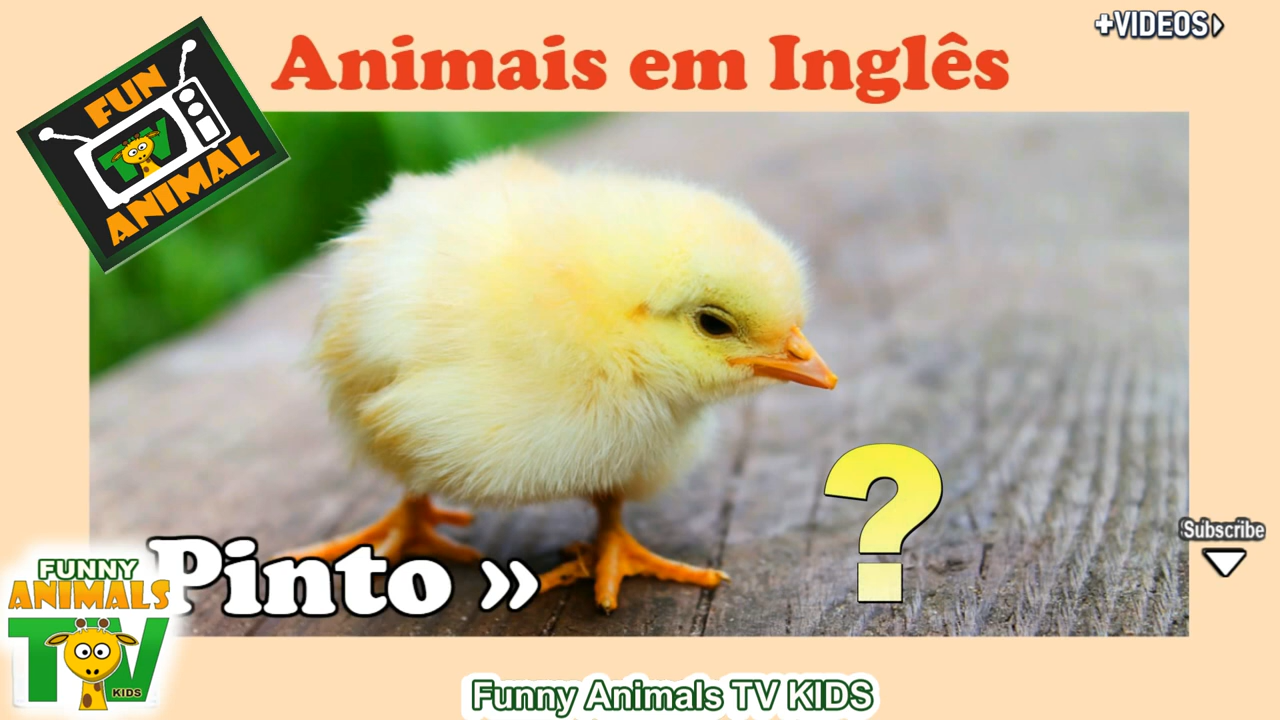 +VIDEOS
Animais em Inglês
FUN
TV
ANIMAL
?
Subscribe
Pinto »
FUNNY
ANIMALS
TV
KIDS
Funny Animals TV KIDS